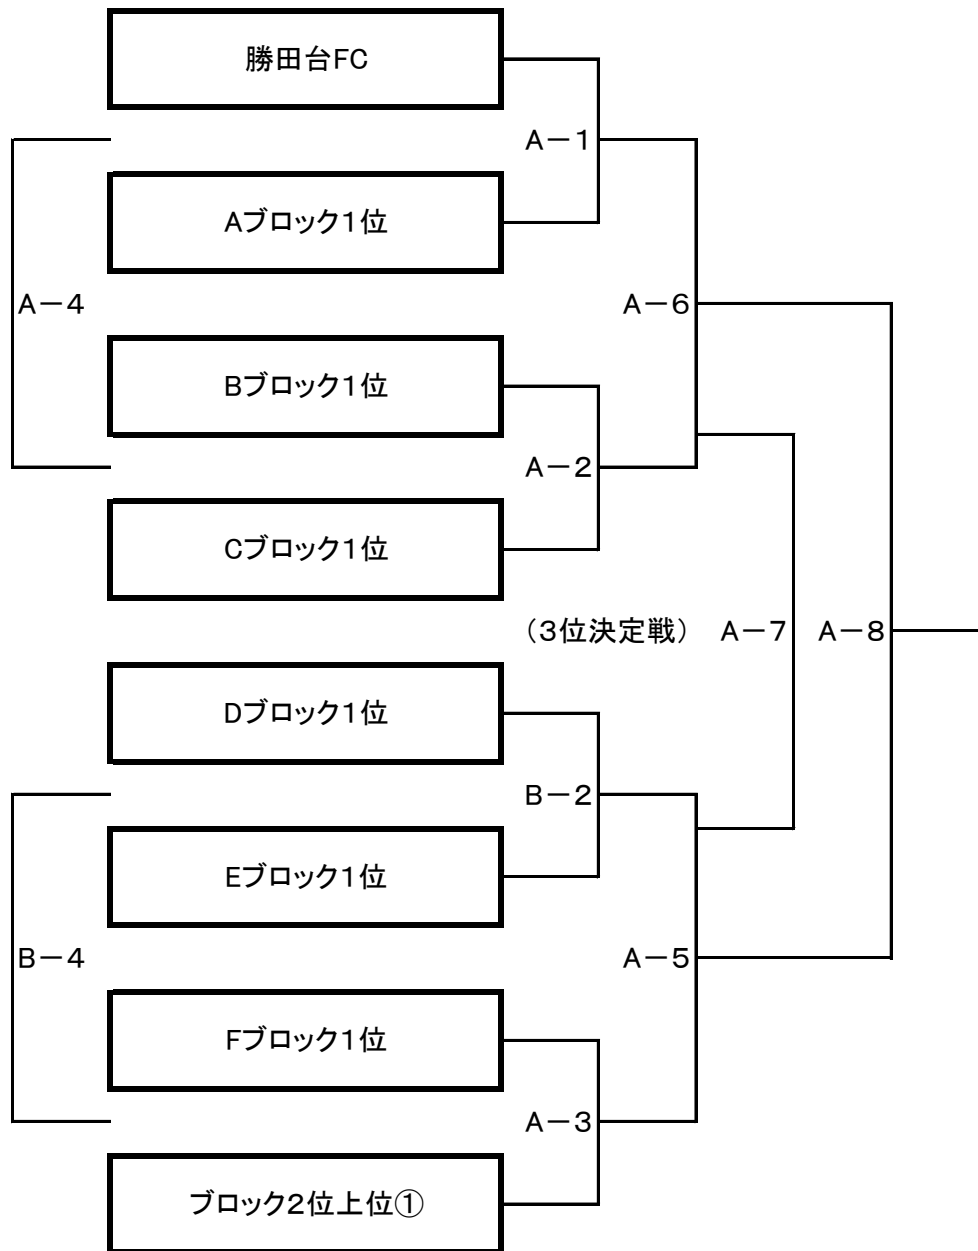 勝田台FC
A－1
Aブロック1位
A－4
A－6
Bブロック1位
A－2
Cブロック1位
（3位決定戦） A－7 A－8
Dブロック1位
B－2
Eブロック1位
B－4
A－5
Fブロック1位
A－3
ブロック2位上位①